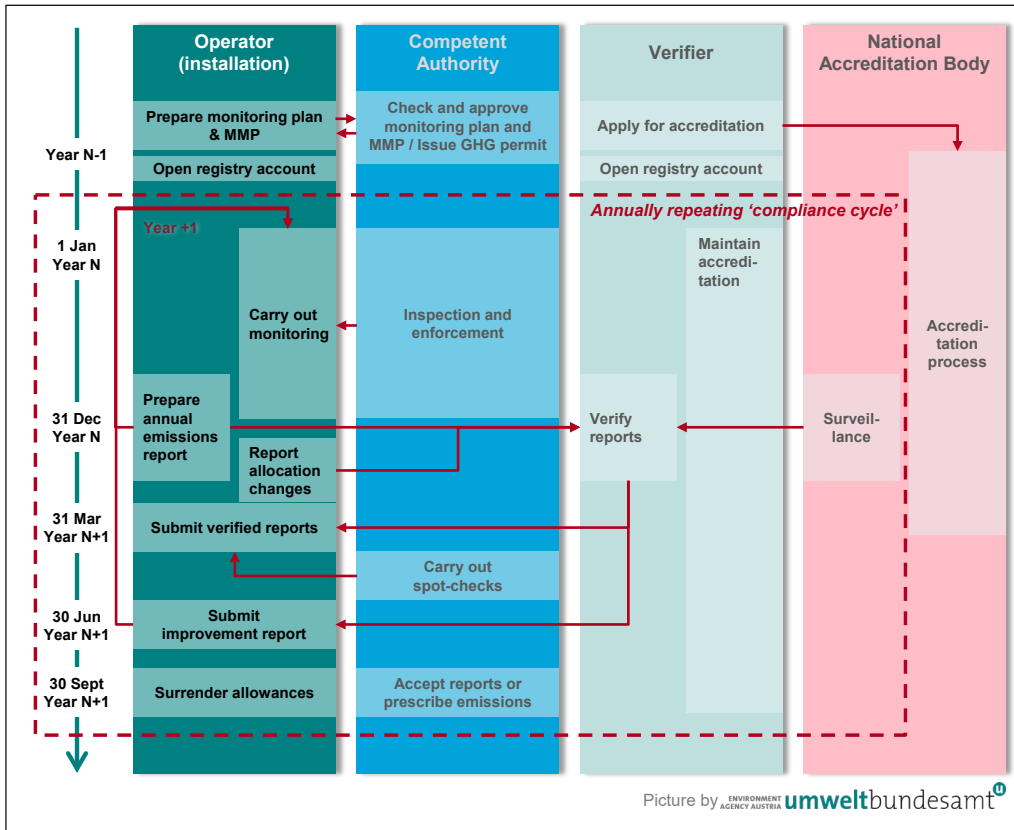 Operator
(installation)
Competent
Authority
Verifier
National
Accreditation Body
Prepare monitoring plan
& MMP
Check and approve
monitoring plan and
MMP / Issue GHG permit
Apply for accreditation
Year N-1
Open registry account
Open registry account
Annually repeating ‘compliance cycle’
Year +1
1 Jan
Year N
Maintain
accredi-
tation
Carry out
monitoring
Inspection and
enforcement
Accredi-
tation
process
31 Dec
Year N
Prepare
annual
emissions
report
Verify
reports
Surveil-
lance
Report
allocation
changes
31 Mar
Year N+1
Submit verified reports
Carry out
spot-checks
30 Jun
Year N+1
Submit
improvement report
30 Sept
Year N+1
Surrender allowances
Accept reports or
prescribe emissions
Picture by ENVIRONMENT AGENCY AUSTRIA umweltbundesamt u